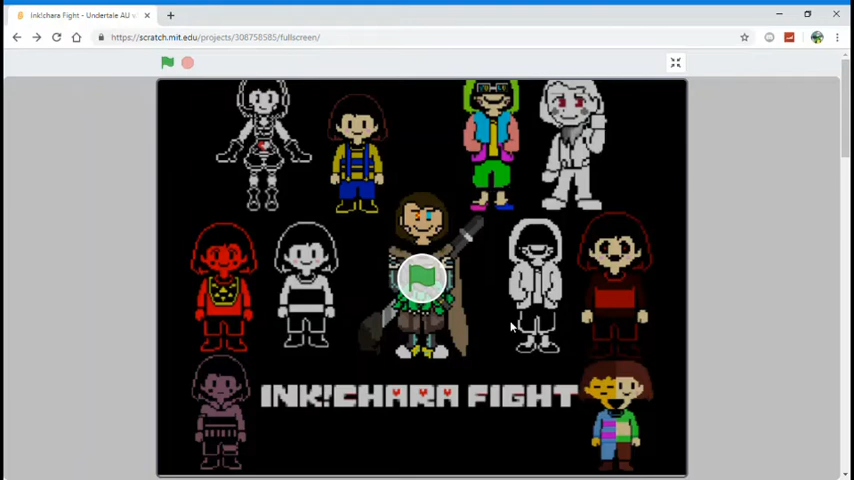 ink!chara Fight - Undertale AU
https://scratch.mit.edu/projects/308758585/fullscreen/
INK!CHARA FIGHT